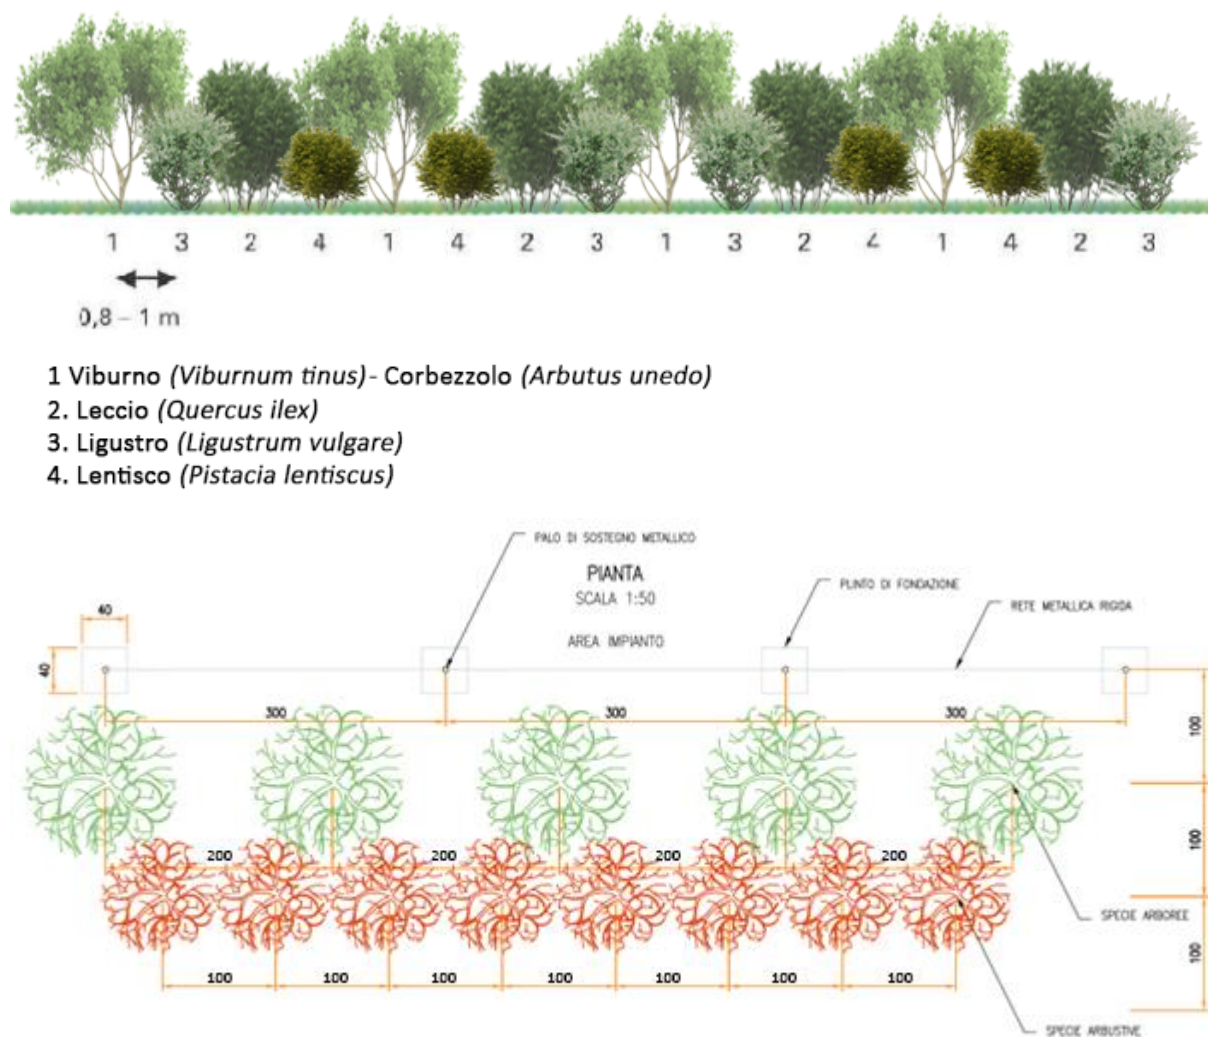 1 3 2 4 1 4 2 3 1 3 2 4 1 4 2 3
0,8 – 1 m
1 Viburno (Viburnum tinus) - Corbezzolo (Arbutus unedo)
2. Leccio (Quercus ilex)
3. Ligustro (Ligustrum vulgare)
4. Lentisco (Pistacia lentiscus)
PALO DI SOSTEGNO METALLICO
PIANTA
SCALA 1:50
PLINTO DI FONDAZIONE
RETE METALLICA RIGIDA
AREA IMPIANTO
40
40
300 300 300
100
200 200 200 200
100
SPECIE ARBOREE
100
100 100 100 100 100 100 100
SPECIE ARBUSTIVE